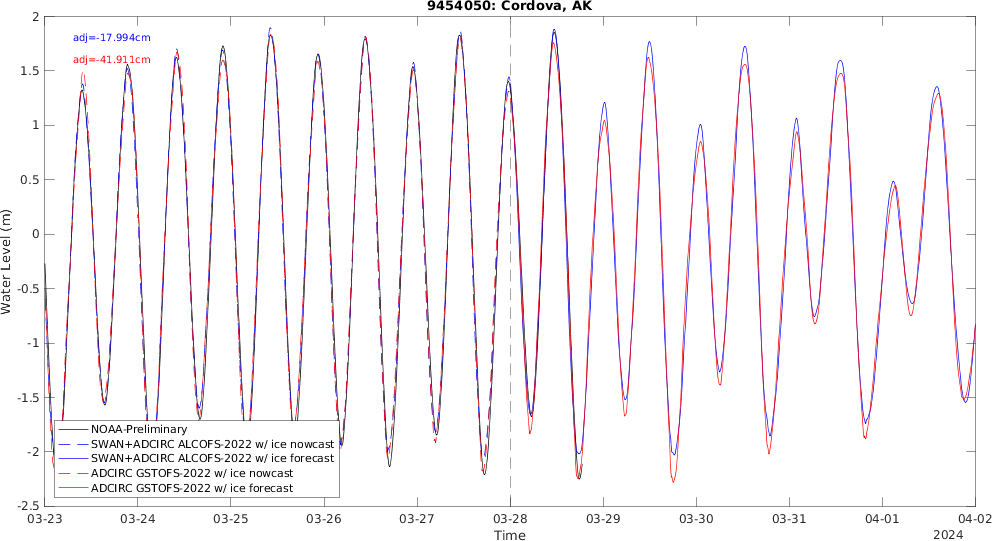 9454050: Cordova, AK
adj=-17.994cm
adj=-41.911cm
Water Level (m)
2
1.5
1
0.5
0
-0.5
-1
-1.5
-2
-2.5
NOAA-Preliminary
SWAN+ADCIRC ALCOFS-2022 w/ ice nowcast
SWAN+ADCIRC ALCOFS-2022 w/ ice forecast
ADCIRC GSTOFS-2022 w/ ice nowcast
ADCIRC GSTOFS-2022 w/ ice forecast
03-23 03-24 03-25 03-26 03-27 03-28 03-29 03-30 03-31 04-01 04-02
Time
2024